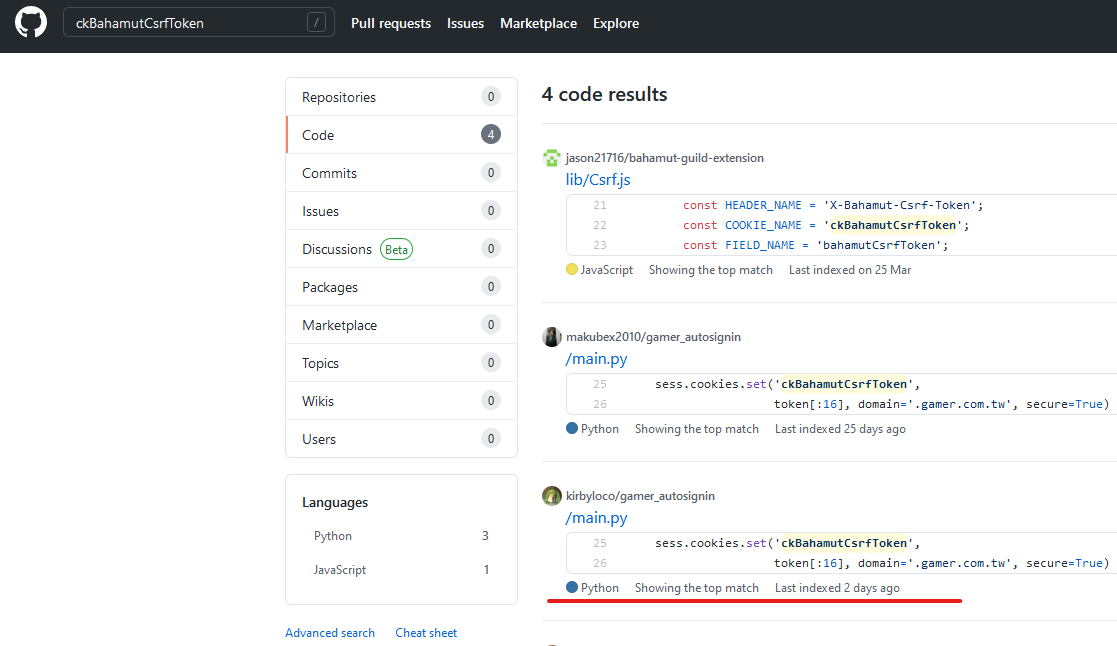 ckBahamutCsrfToken / Pull requests Issues Marketplace Explore
Repositories 0
Code 4
Commits 0
Issues 0
Discussions Beta 0
Packages 0
Marketplace 0
Topics 0
Wikis 0
Users 0
Languages
Python 3
JavaScript 1
Advanced search Cheat sheet
4 code results
jason21716/bahamut-guild-extension
lib/Csrf.js
21 const HEADER_NAME = 'X-Bahamut-Csrf-Token';
22 const COOKIE_NAME = 'ckBahamutCsrfToken';
23 const FIELD_NAME = 'bahamutCsrfToken';
JavaScript Showing the top match Last indexed on 25 Mar
makubex2010/gamer_autosignin
/main.py
25 sess.cookies.set('ckBahamutCsrfToken',
26 token[:16], domain='.gamer.com.tw', secure=True)
Python Showing the top match Last indexed 25 days ago
kirbyloco/gamer_autosignin
/main.py
25 sess.cookies.set('ckBahamutCsrfToken',
26 token[:16], domain='.gamer.com.tw', secure=True)
Python Showing the top match Last indexed 2 days ago